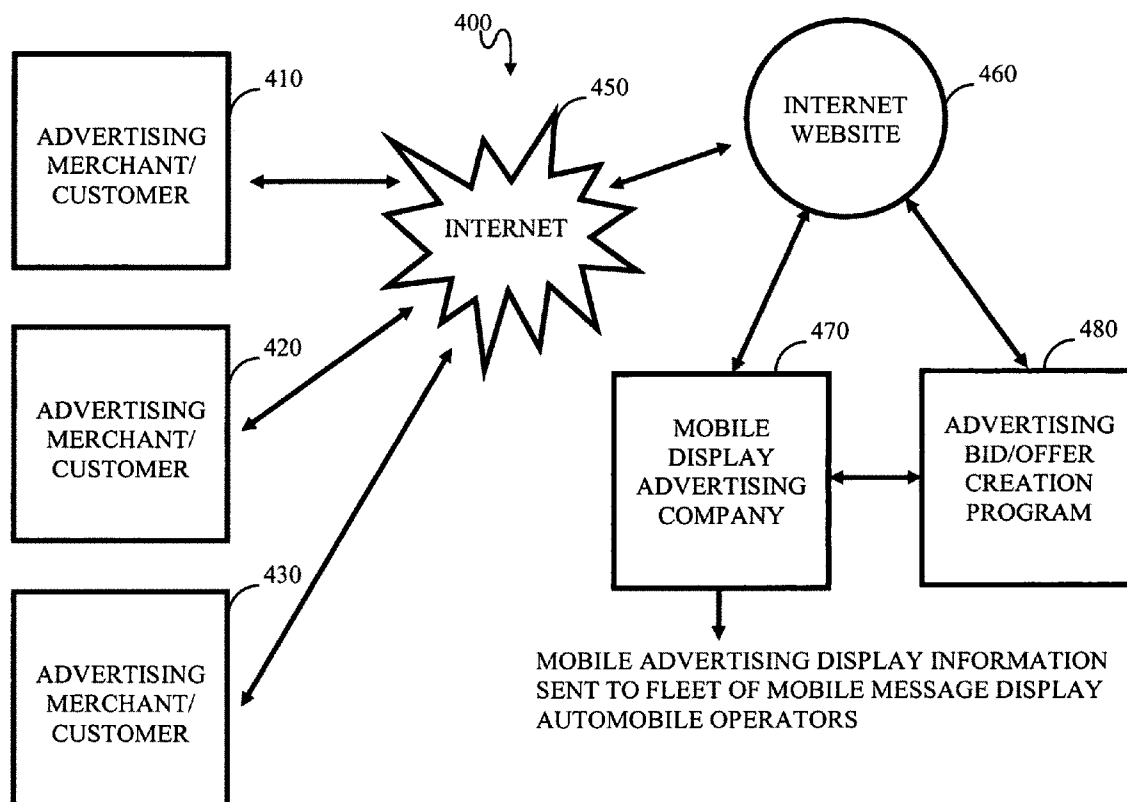 400
410
ADVERTISING
MERCHANT/
CUSTOMER
450
INTERNET
460
INTERNET
WEBSITE
420
ADVERTISING
MERCHANT/
CUSTOMER
470
MOBILE
DISPLAY
ADVERTISING
COMPANY
480
ADVERTISING
BID/OFFER
CREATION
PROGRAM
430
ADVERTISING
MERCHANT/
CUSTOMER
MOBILE ADVERTISING DISPLAY INFORMATION
SENT TO FLEET OF MOBILE MESSAGE DISPLAY
AUTOMOBILE OPERATORS